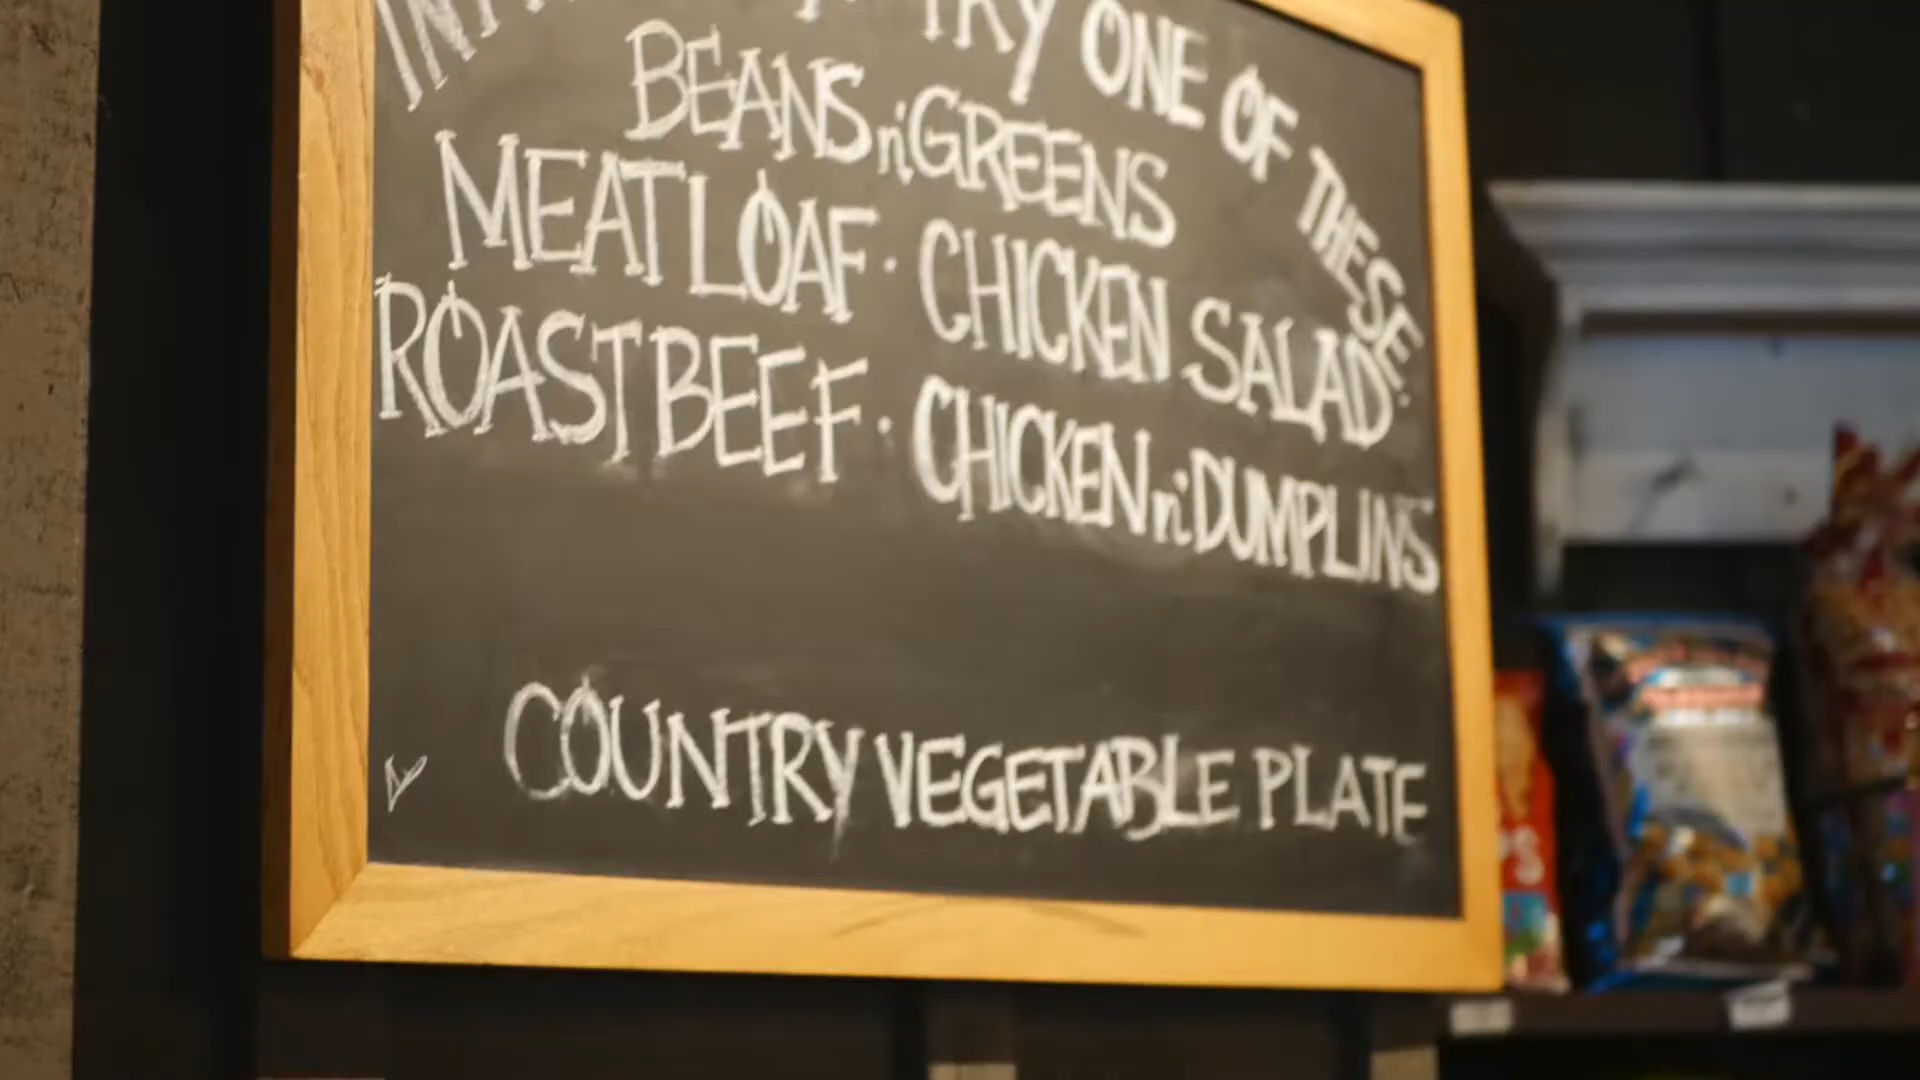 TRY ONE OF THESE:
BEANS n' GREENS
MEATLOAF · CHICKEN SALAD
ROAST BEEF · CHICKEN n' DUMPLINS
COUNTRY VEGETABLE PLATE